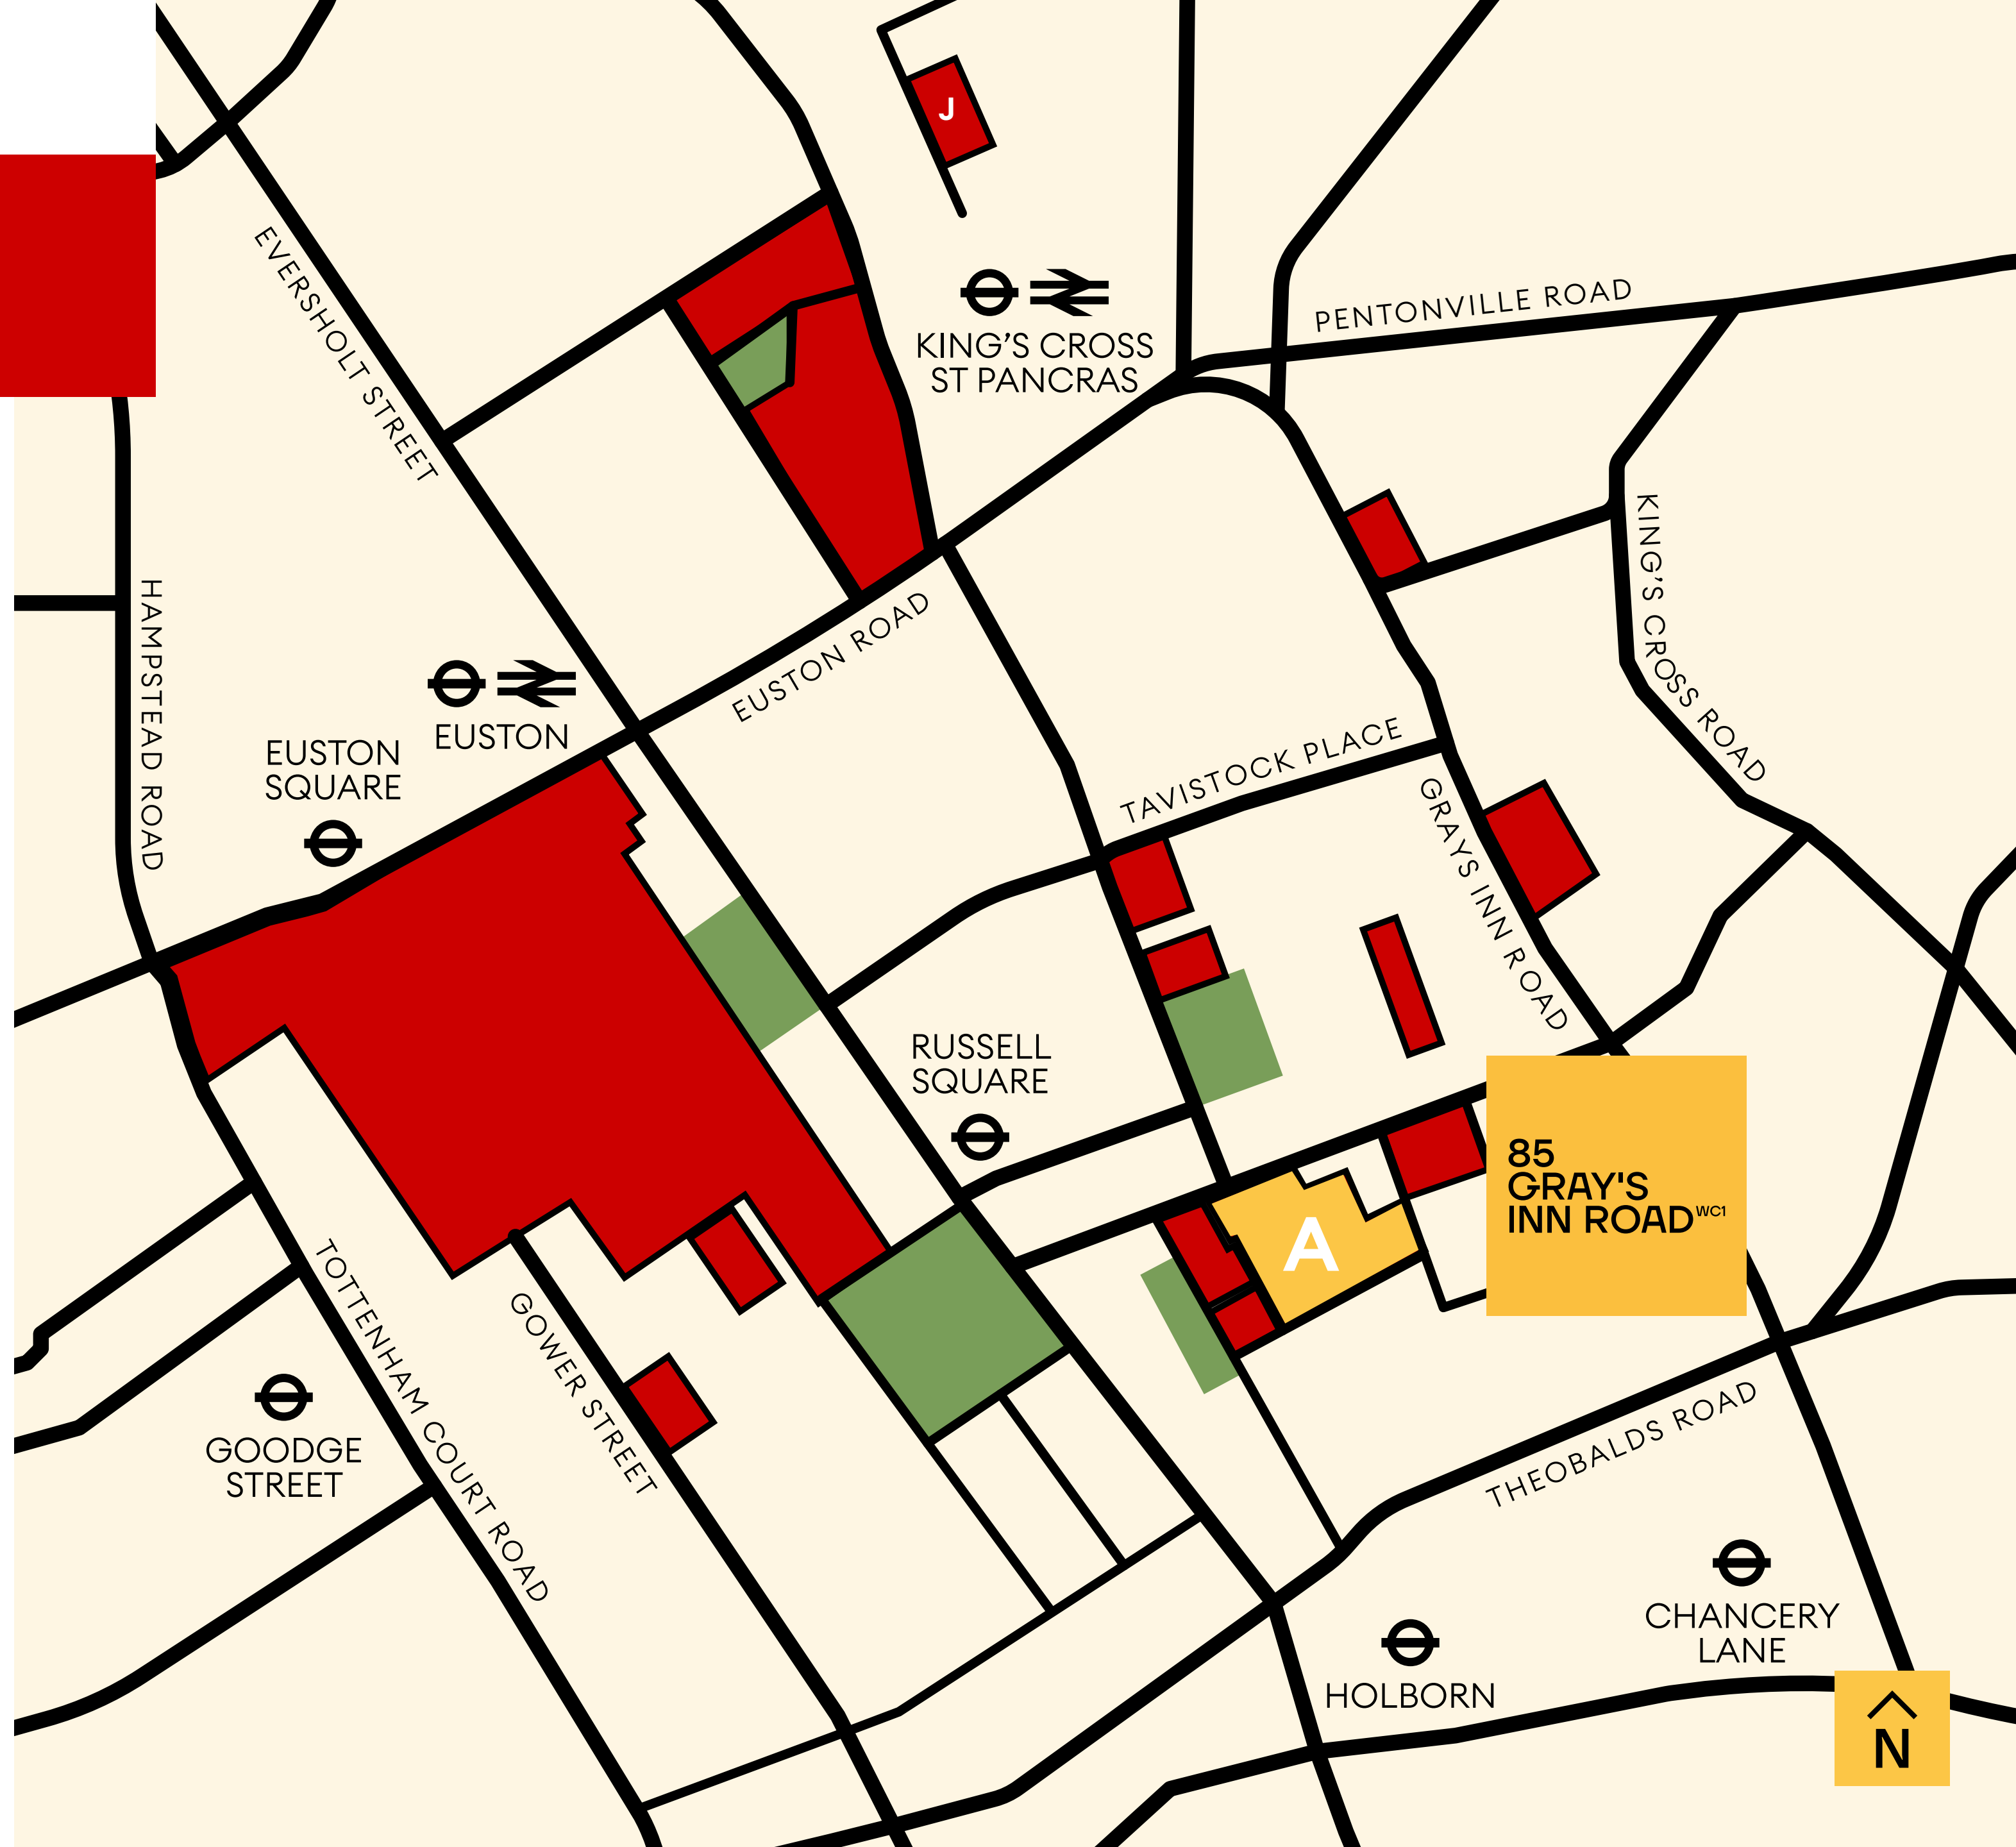 J
EVERSHOLT STREET
KING'S CROSS
ST PANCRAS
PENTONVILLE ROAD
KING'S CROSS ROAD
HAMPSTEAD ROAD
EUSTON ROAD
EUSTON
EUSTON
SQUARE
TAVISTOCK PLACE
GRAYS INN ROAD
RUSSELL
SQUARE
85
GRAY'S
INN ROAD WC1
A
TOTTENHAM COURT ROAD
GOWER STREET
GOODGE
STREET
THEOBALDS ROAD
CHANCERY
LANE
HOLBORN
N